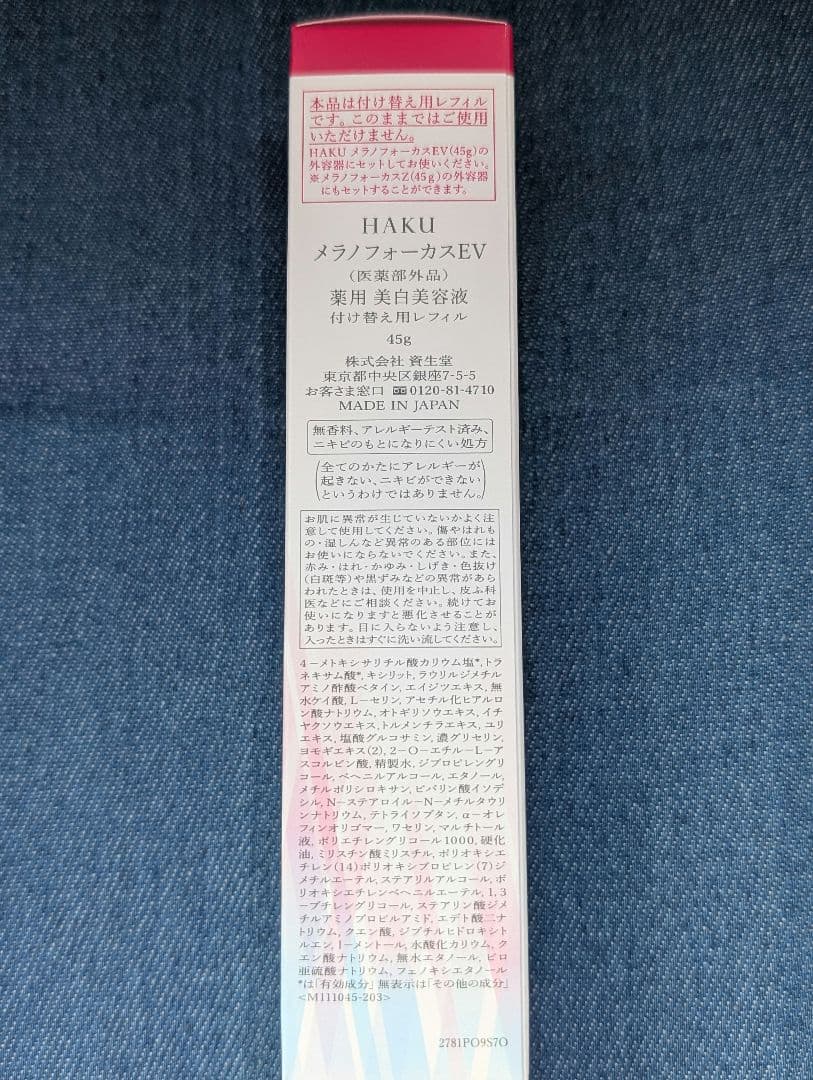 本品は付け替え用レフィル
です。このままではご使用
いただけません。
HAKU メラノフォーカスEV(45g)の
外容器にセットしてお使いください。
※メラノフォーカスZ(45g)の外容器
にもセットすることができます。
HAKU
メラノフォーカスEV
(医薬部外品)
薬用 美白美容液
付け替え用レフィル
45g
株式会社 資生堂
東京都中央区銀座7-5-5
お客さま窓口 0120-81-4710
MADE IN JAPAN
無香料、アレルギーテスト済み、
ニキビのもとになりにくい処方
(全てのかたにアレルギーが
起きない、ニキビができない
というわけではありません。)
お肌に異常が生じていないかよく注
意して使用してください。傷やはれも
の・湿しんなど異常のある部位には
お使いにならないでください。また、
赤み・はれ・かゆみ・しげき・色抜け
(白斑等)や黒ずみなどの異常があら
われたときは、使用を中止し、皮ふ科
医などにご相談ください。続けてお
使いになりますと悪化させることが
あります。目に入らないよう注意し、
入ったときはすぐに洗い流してください。
4－メトキシサリチル酸カリウム塩*,トラ
ネキサム酸*,キシリット,ラウリルジメチル
アミノ酢酸ベタイン,エイジツエキス,無
水ケイ酸,L－セリン,アセチル化ヒアルロ
ン酸ナトリウム,オトギリソウエキス,イチ
ヤクソウエキス,トルメンチラエキス,ユリ
エキス,塩酸グルコサミン,濃グリセリン,
ヨモギエキス(2),2－O－エチル－L－ア
スコルビン酸,精製水,ジプロピレングリ
コール,ベヘニルアルコール,エタノール,
メチルポリシロキサン,ピバリン酸イソデ
シル,N－ステアロイル－N－メチルタウリ
ンナトリウム,テトライソブタン,α－オレ
フィンオリゴマー,ワセリン,マルチトール
液,ポリエチレングリコール1000,硬化
油,ミリスチン酸ミリスチル,ポリオキシエ
チレン(14)ポリオキシプロピレン(7)ジ
メチルエーテル,ステアリルアルコール,ポ
リオキシエチレンベヘニルエーテル,1,3
－ブチレングリコール,ステアリン酸ジメ
チルアミノプロピルアミド,エデト酸二ナ
トリウム,クエン酸,ジブチルヒドロキシト
ルエン,l－メントール,水酸化カリウム,ク
エン酸ナトリウム,無水エタノール,ピロ
亜硫酸ナトリウム,フェノキシエタノール
*は「有効成分」無表示は「その他の成分」
<M111045-203>
2781PO9S7O